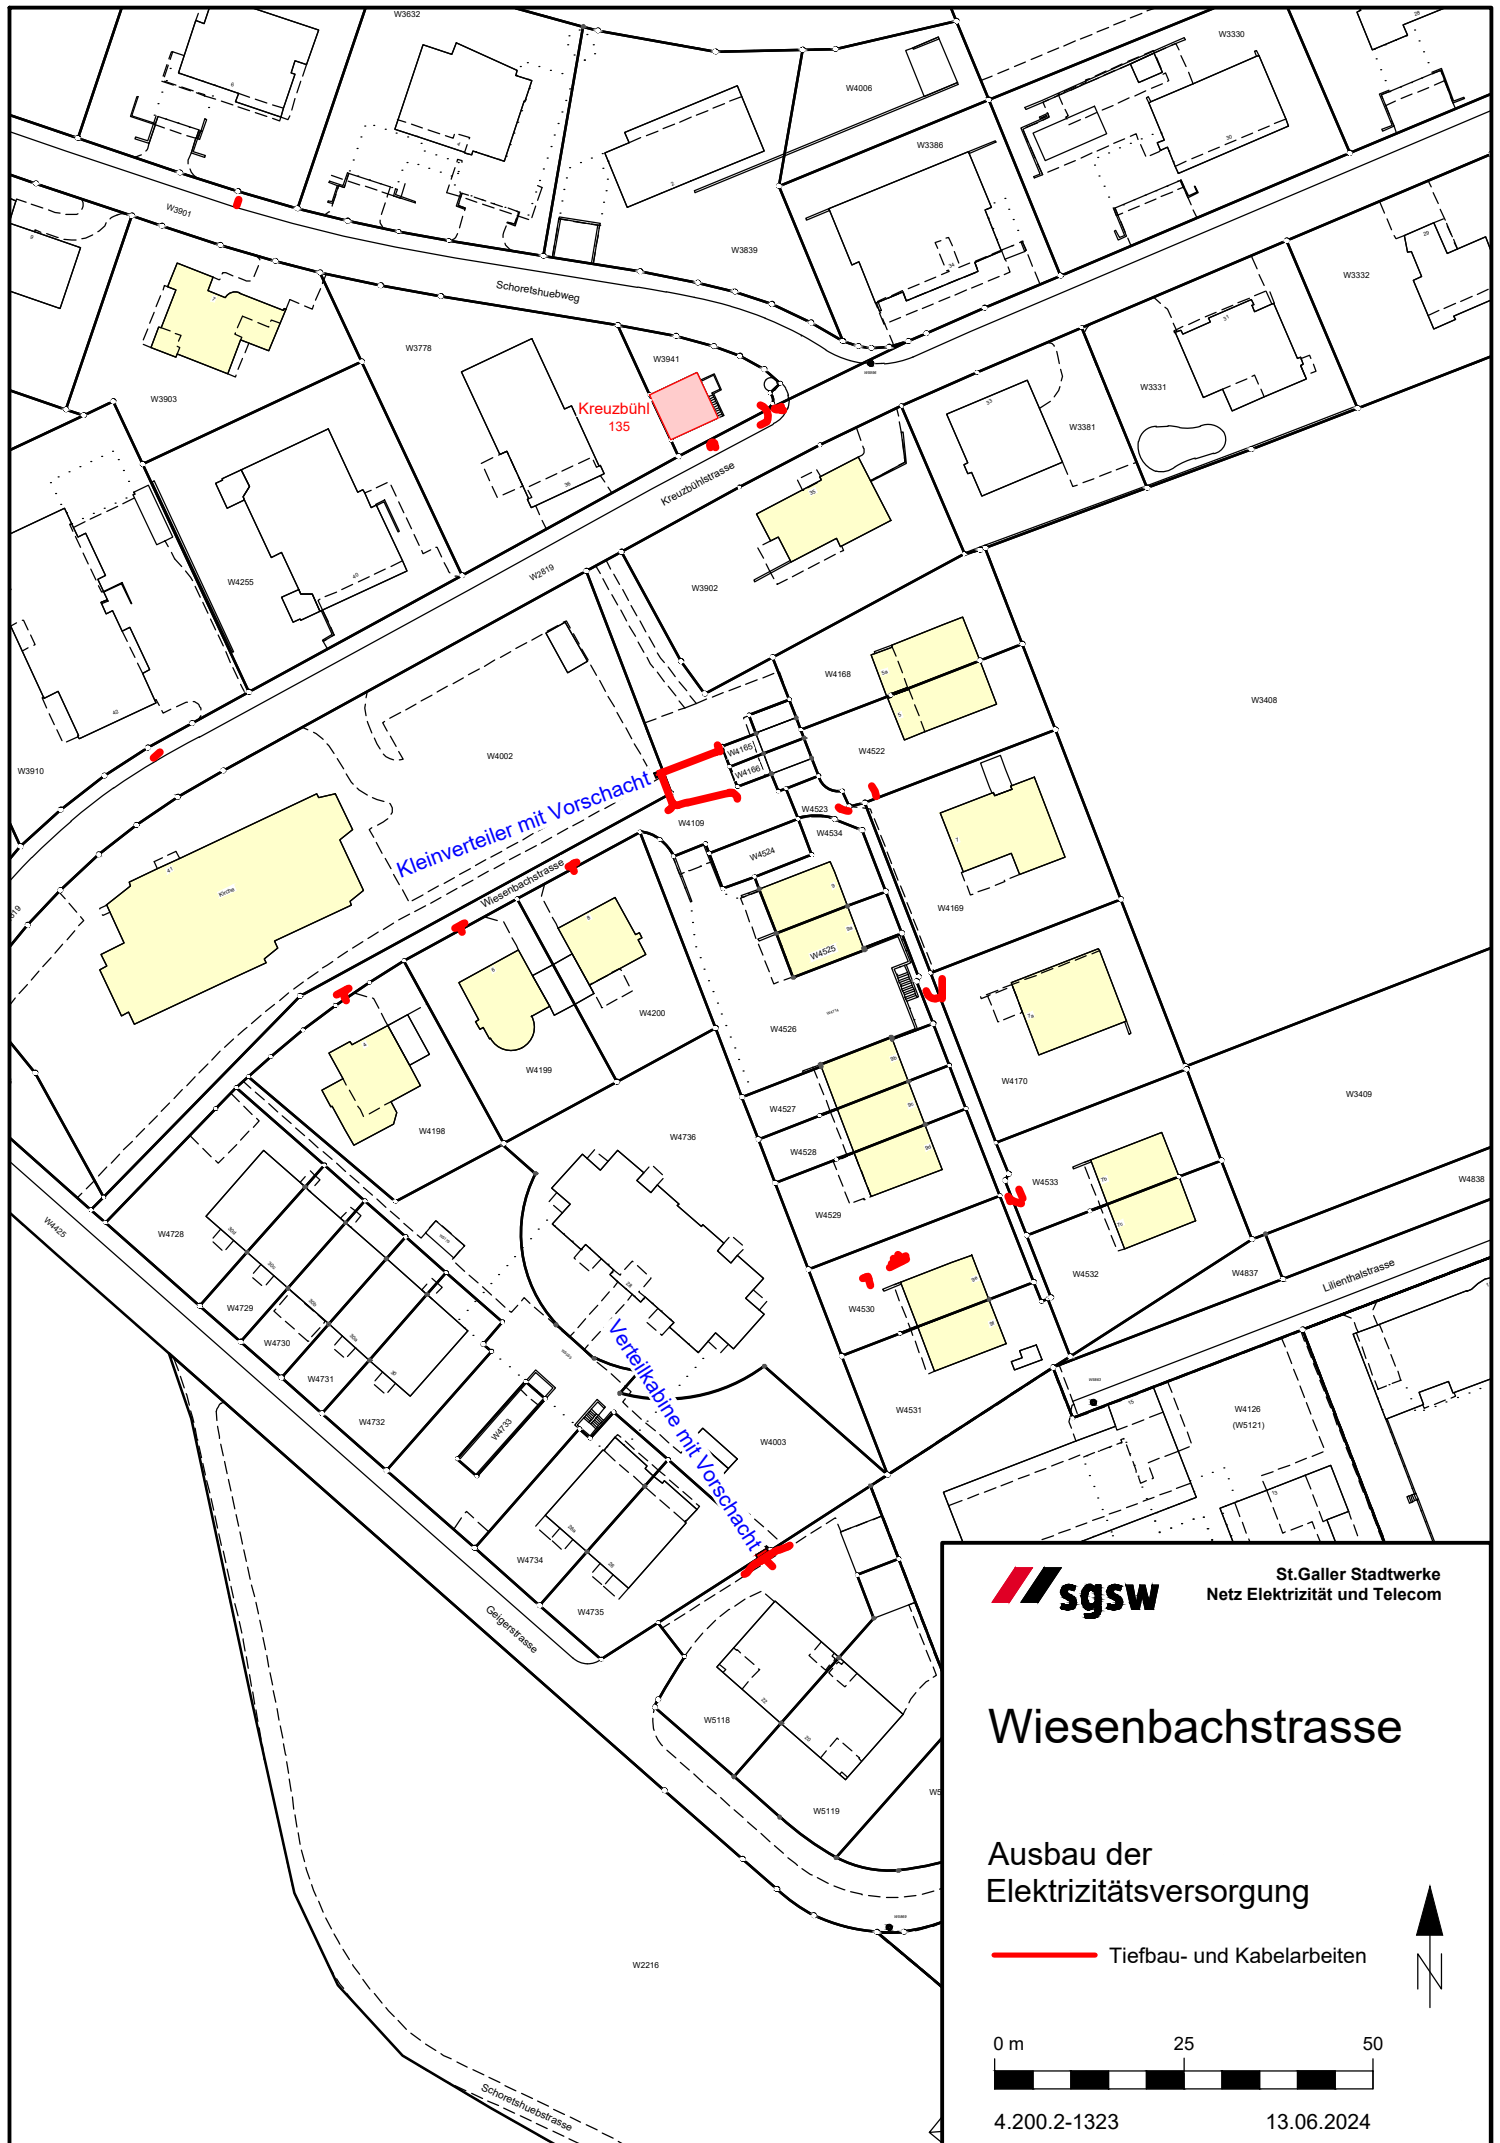 W3632
W3330
W4006
W3386
W3901
W3839
W3332
Schoretshuebweg
W3778
W3941
W3331
W3903
Kreuzbühl
135
W3381
Kreuzbühlstrasse
W4255
W2819
W3902
W4168
W3408
W4522
W4002
W4165
W4166
W3910
Kleinverteiler mit Vorschacht
W4109
W4523
W4534
W4524
Wiesenbachstrasse
Kirche
W4169
W4525
W4200
W4526
W4199
W4170
W4527
W3409
W4198
W4736
W4528
W4533
W4838
W4529
W4728
W4425
W4532
W4837
Lilienthalstrasse
W4729
W4530
W4730
W4731
Verteilkabine mit Vorschacht
W4531
W4126
(W5121)
W4732
W4733
W4003
W4734
W4735
Geigerstrasse
sgsw
St.Galler Stadtwerke
Netz Elektrizität und Telecom
W5118
Wiesenbachstrasse
W5119
Ausbau der
Elektrizitätsversorgung
Tiefbau- und Kabelarbeiten
N
W2216
0 m 25 50
Schoretshuebstrasse
4.200.2-1323 13.06.2024